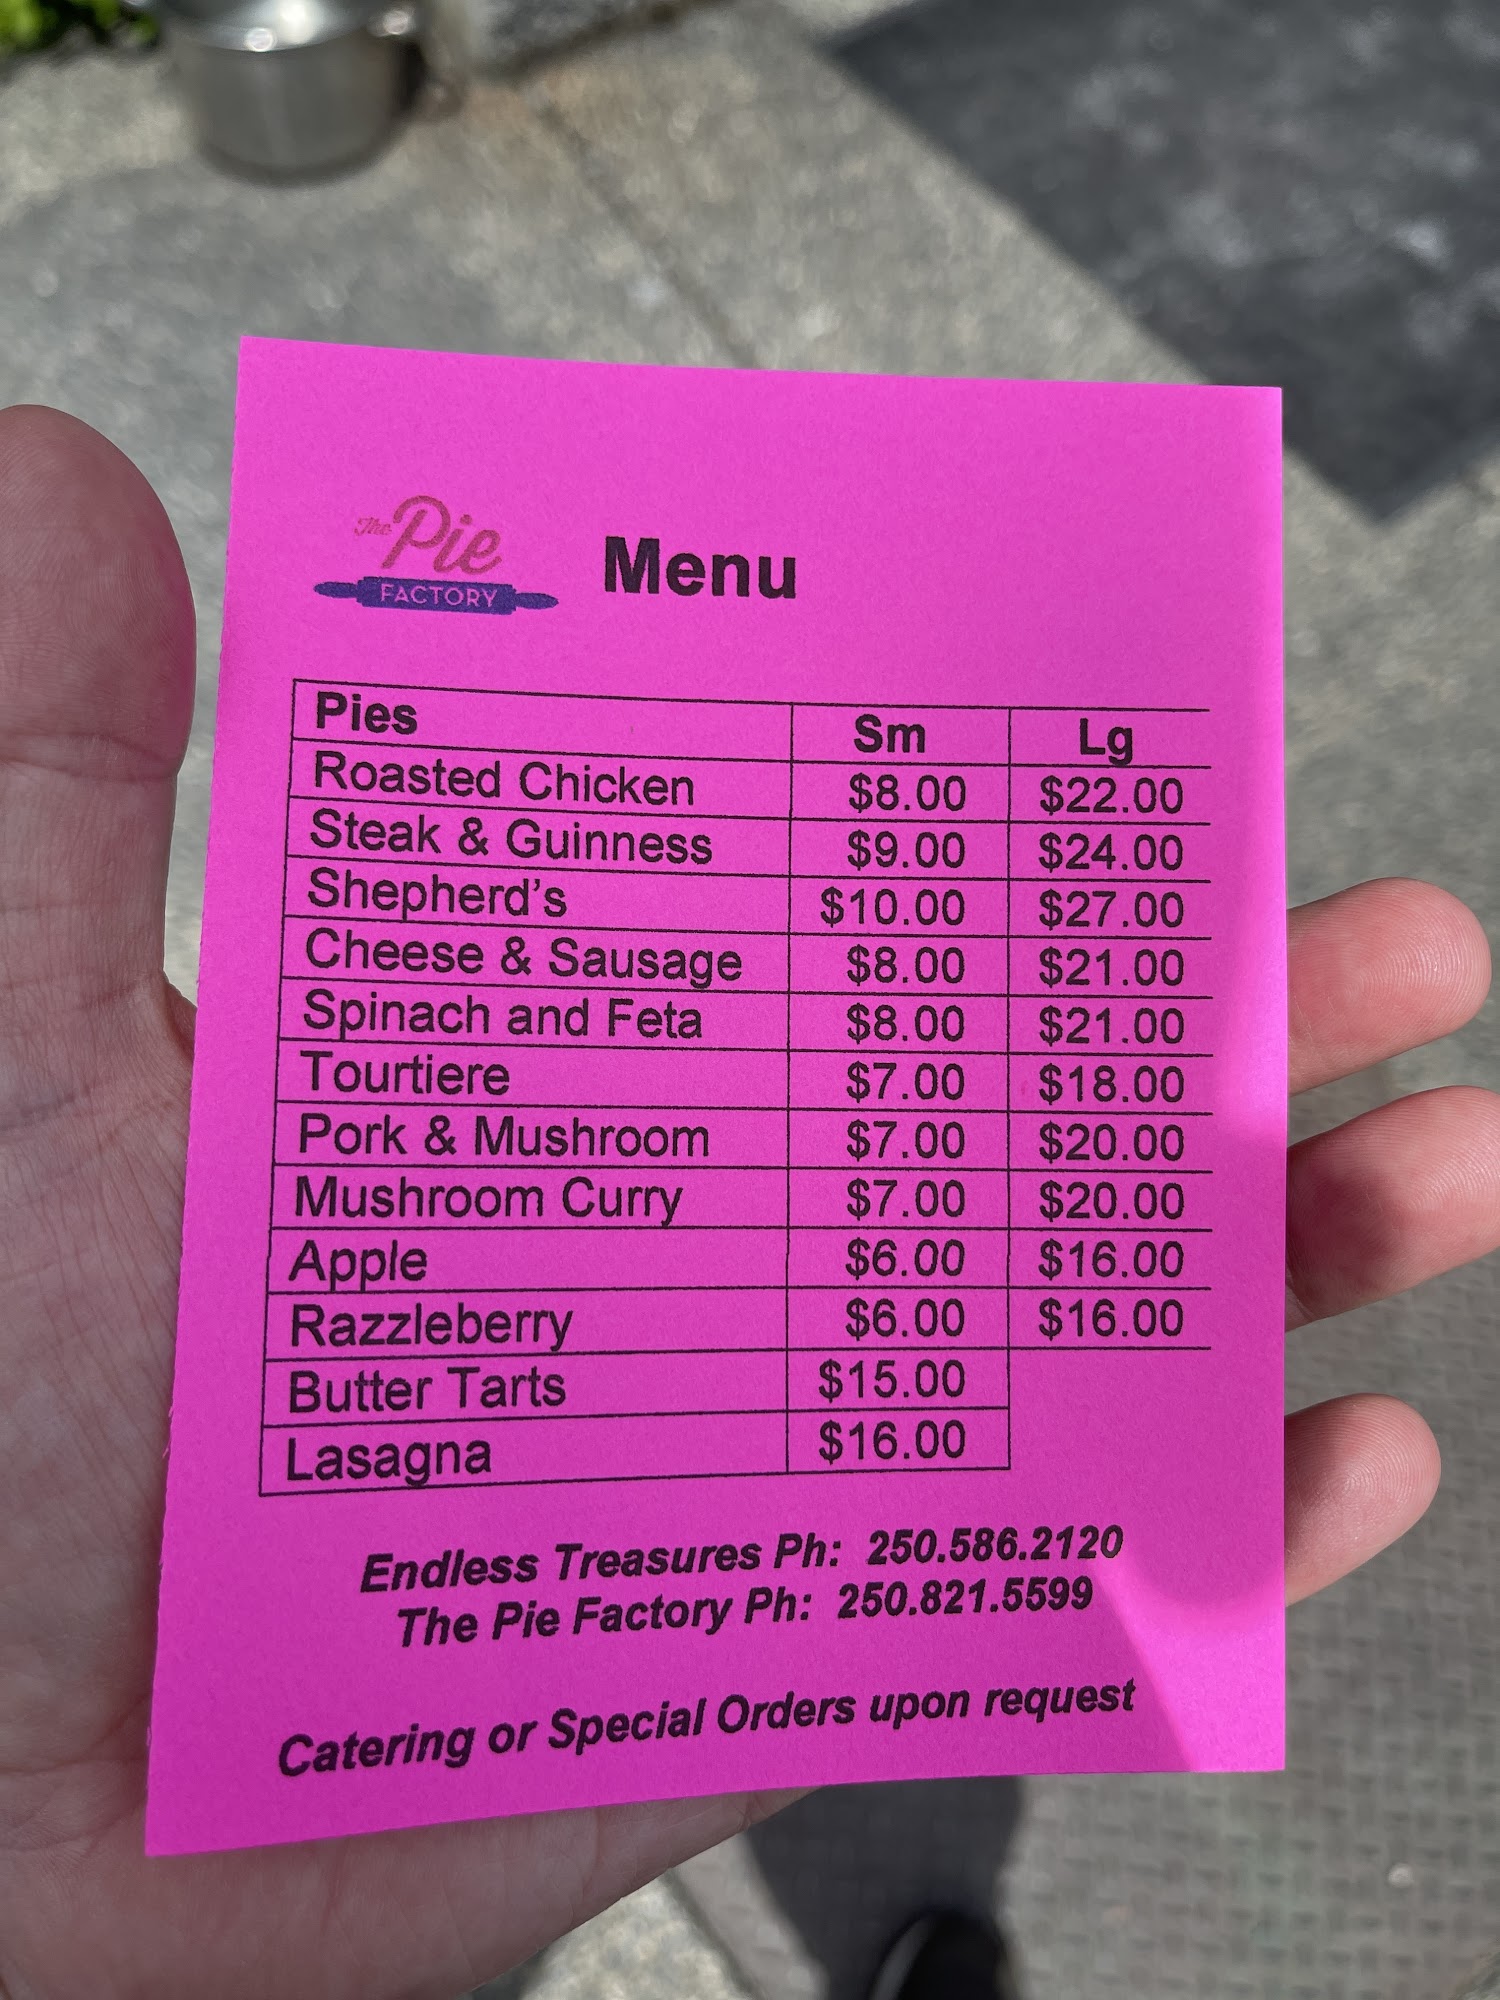 The Pie
FACTORY
Menu
Pies Sm Lg
Roasted Chicken $8.00 $22.00
Steak & Guinness $9.00 $24.00
Shepherd’s $10.00 $27.00
Cheese & Sausage $8.00 $21.00
Spinach and Feta $8.00 $21.00
Tourtiere $7.00 $18.00
Pork & Mushroom $7.00 $20.00
Mushroom Curry $7.00 $20.00
Apple $6.00 $16.00
Razzleberry $6.00 $16.00
Butter Tarts $15.00
Lasagna $16.00
Endless Treasures Ph: 250.586.2120
The Pie Factory Ph: 250.821.5599
Catering or Special Orders upon request